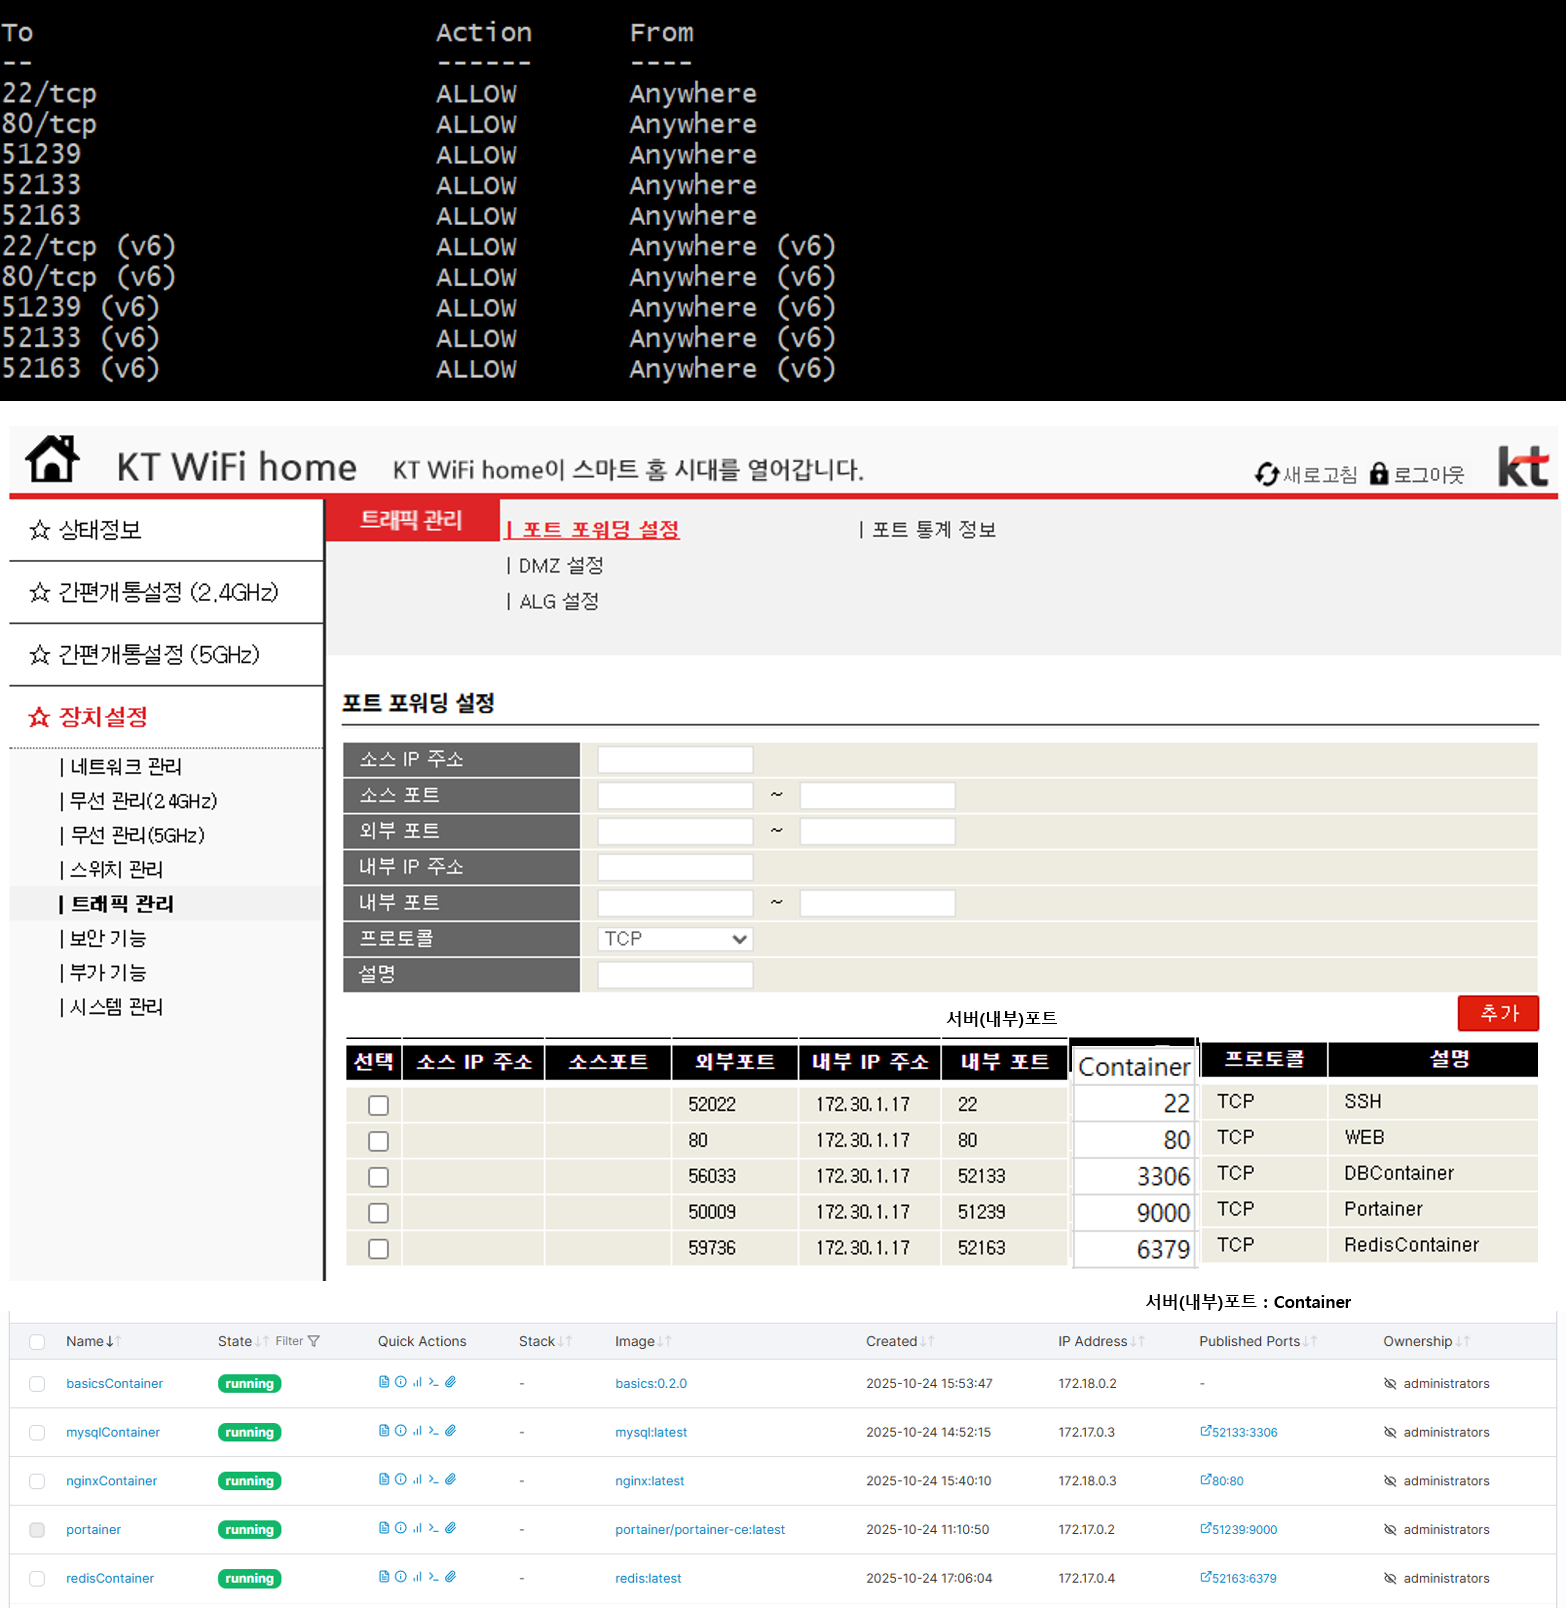 To Action From
-- ------ ----
22/tcp ALLOW Anywhere
80/tcp ALLOW Anywhere
51239 ALLOW Anywhere
52133 ALLOW Anywhere
52163 ALLOW Anywhere
22/tcp (v6) ALLOW Anywhere (v6)
80/tcp (v6) ALLOW Anywhere (v6)
51239 (v6) ALLOW Anywhere (v6)
52133 (v6) ALLOW Anywhere (v6)
52163 (v6) ALLOW Anywhere (v6)
KT WiFi home KT WiFi home이 스마트 홈 시대를 열어갑니다. 새로고침 로그아웃 kt
☆ 상태정보
☆ 간편개통설정 (2.4GHz)
☆ 간편개통설정 (5GHz)
☆ 장치설정
| 네트워크 관리
| 무선 관리(2.4GHz)
| 무선 관리(5GHz)
| 스위치 관리
| 트래픽 관리
| 보안 기능
| 부가 기능
| 시스템 관리
트래픽 관리 | 포트 포워딩 설정 | 포트 통계 정보
| DMZ 설정
| ALG 설정
포트 포워딩 설정
소스 IP 주소
소스 포트 ~
외부 포트 ~
내부 IP 주소
내부 포트 ~
프로토콜 TCP
설명
추가
서버(내부)포트
선택 소스 IP 주소 소스포트 외부포트 내부 IP 주소 내부 포트 Container 프로토콜 설명
52022 172.30.1.17 22 22 TCP SSH
80 172.30.1.17 80 80 TCP WEB
56033 172.30.1.17 52133 3306 TCP DBContainer
50009 172.30.1.17 51239 9000 TCP Portainer
59736 172.30.1.17 52163 6379 TCP RedisContainer
서버(내부)포트 : Container
Name↓↑ State↓↑ Filter Quick Actions Stack↓↑ Image↓↑ Created↓↑ IP Address↓↑ Published Ports↓↑ Ownership↓↑
basicsContainer running - basics:0.2.0 2025-10-24 15:53:47 172.18.0.2 - administrators
mysqlContainer running - mysql:latest 2025-10-24 14:52:15 172.17.0.3 52133:3306 administrators
nginxContainer running - nginx:latest 2025-10-24 15:40:10 172.18.0.3 80:80 administrators
portainer running - portainer/portainer-ce:latest 2025-10-24 11:10:50 172.17.0.2 51239:9000 administrators
redisContainer running - redis:latest 2025-10-24 17:06:04 172.17.0.4 52163:6379 administrators